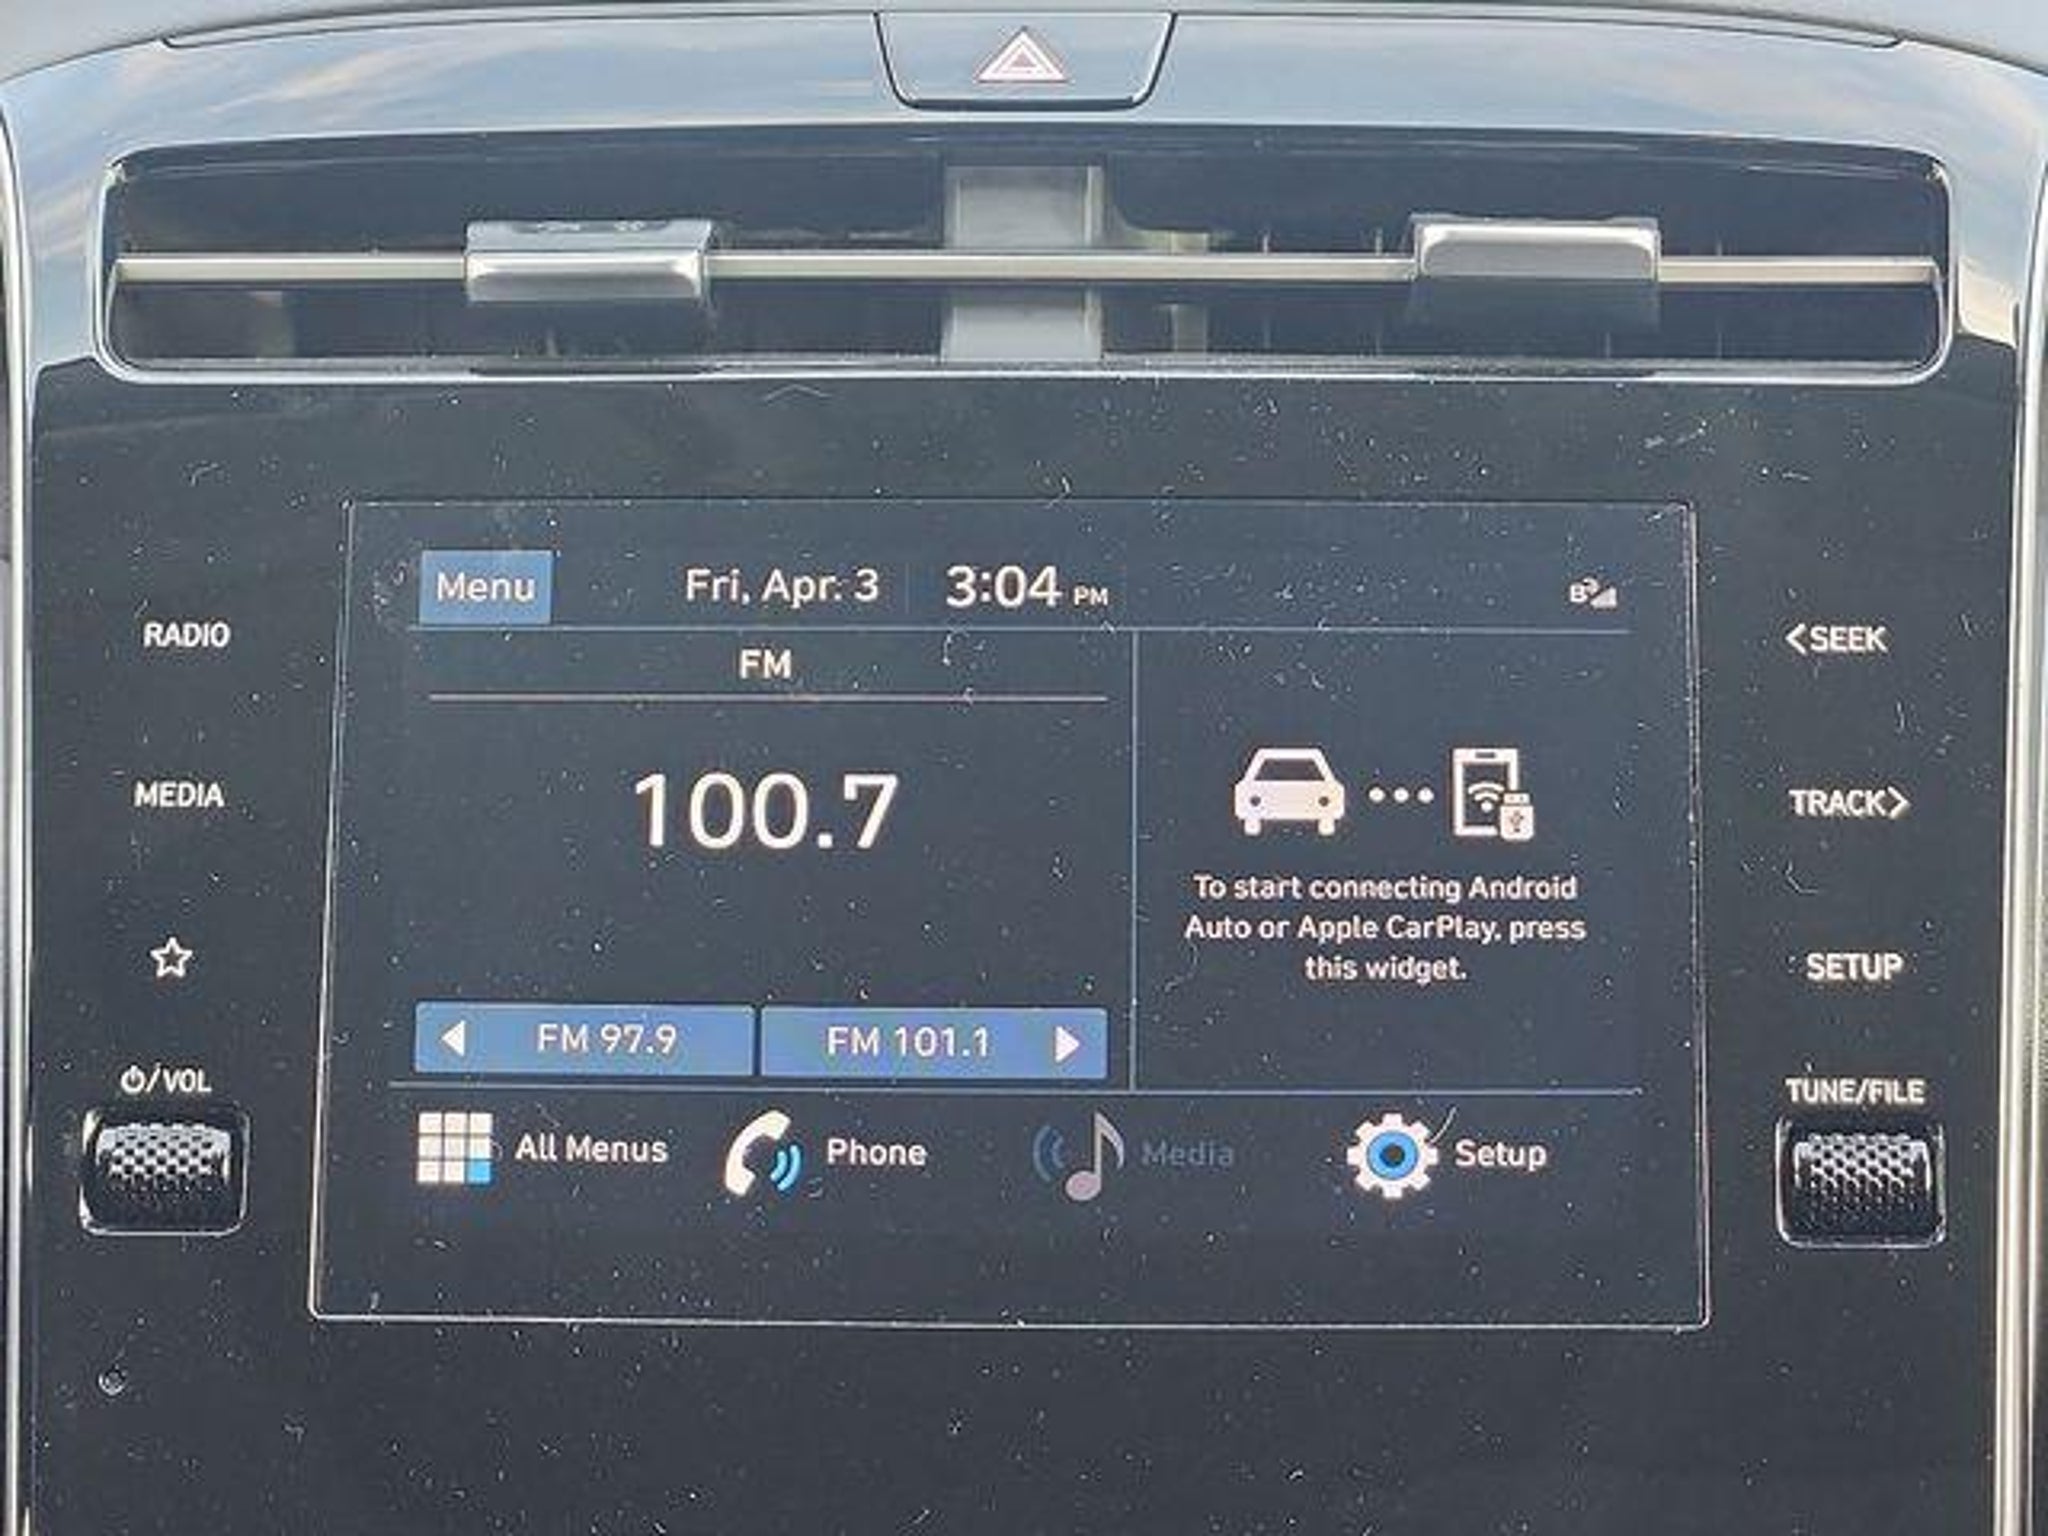 Menu
Fri, Apr. 3
3:04 PM
RADIO
FM
<SEEK
100.7
MEDIA
TRACK>
To start connecting Android
Auto or Apple CarPlay, press
this widget.
SETUP
FM 97.9
FM 101.1
/VOL
TUNE/FILE
All Menus
Phone
Media
Setup